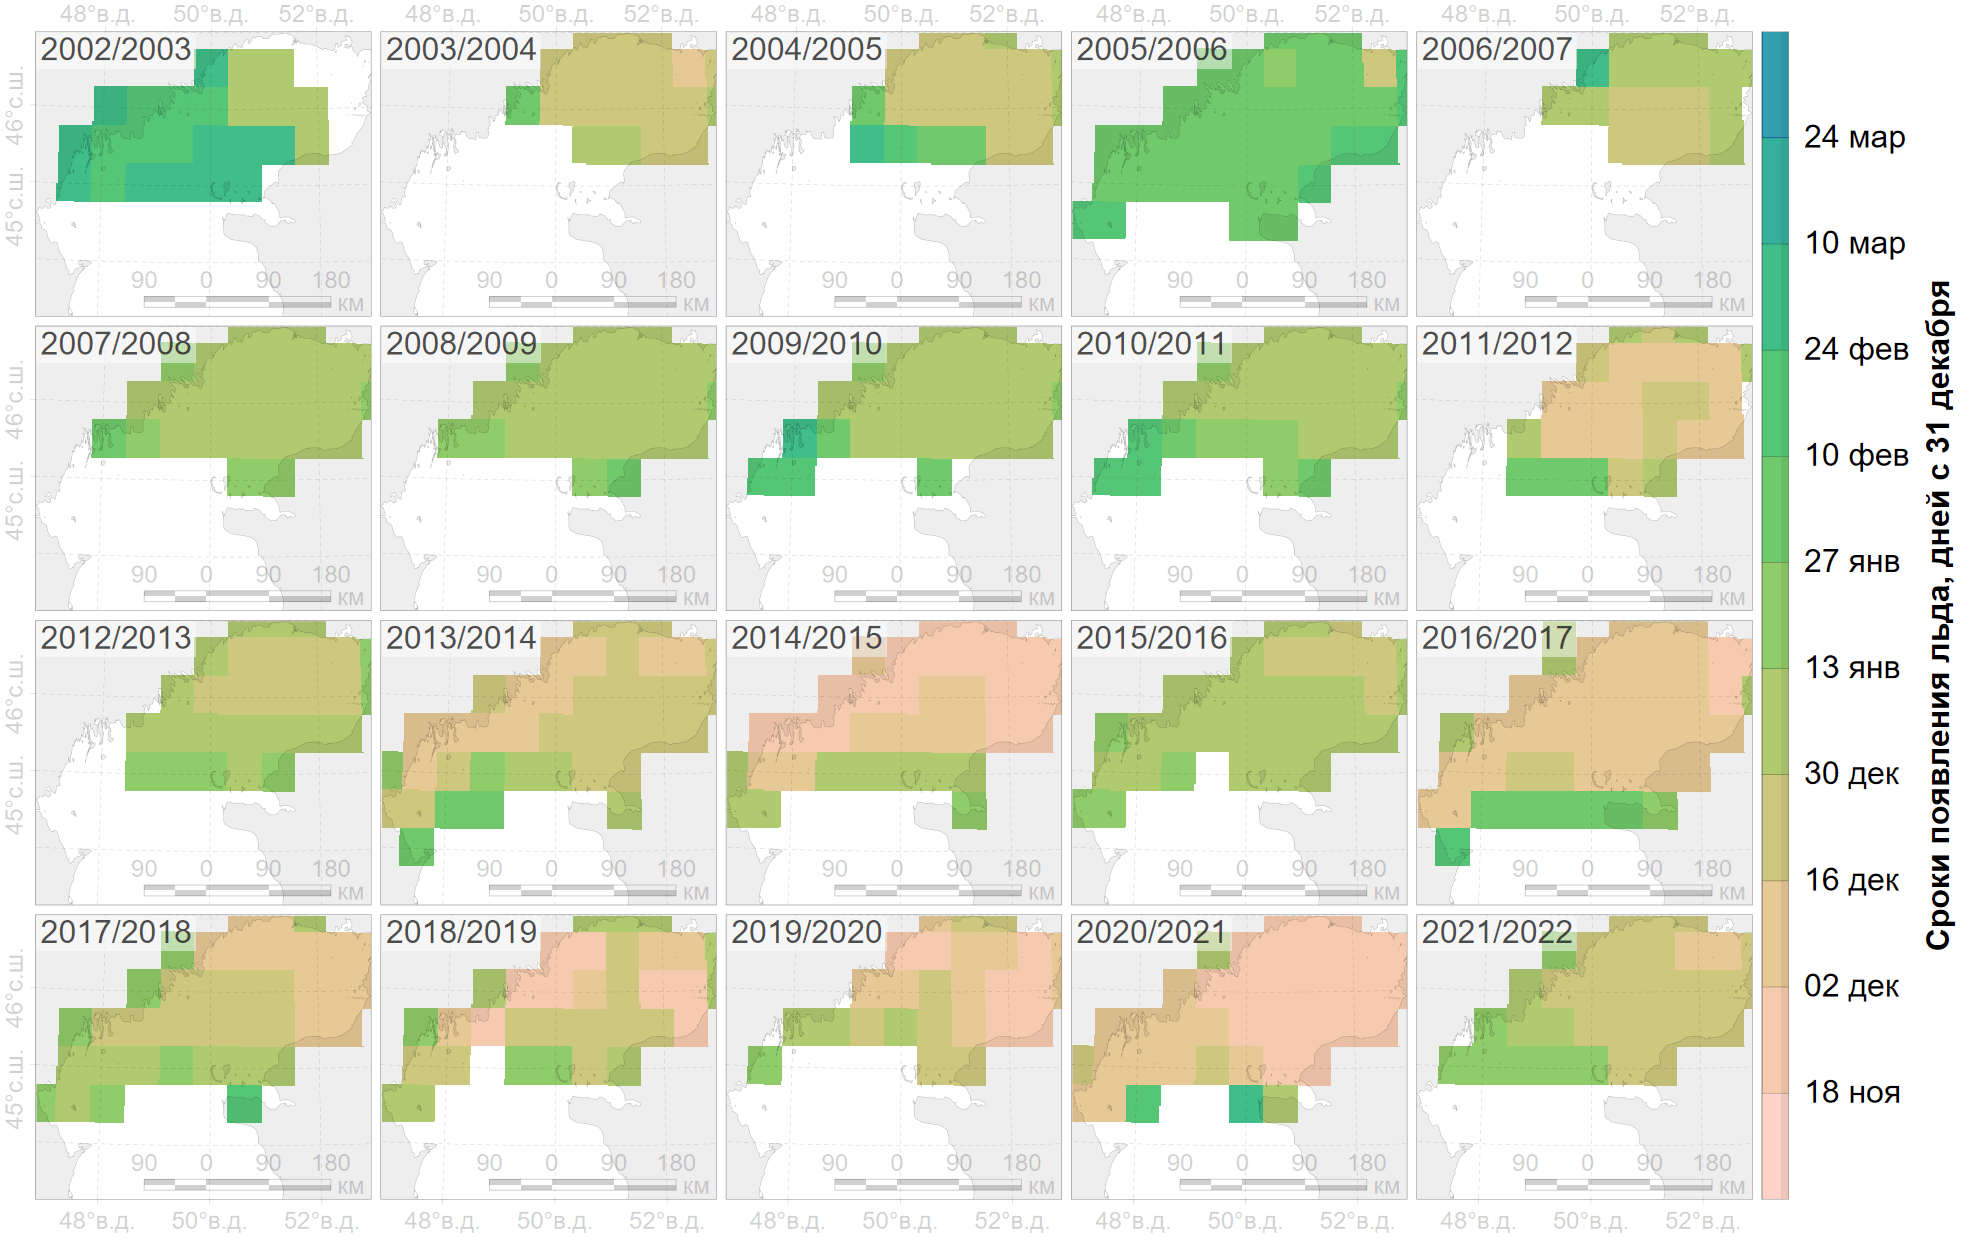 48°в.д. 50°в.д. 52°в.д. 48°в.д. 50°в.д. 52°в.д. 48°в.д. 50°в.д. 52°в.д. 48°в.д. 50°в.д. 52°в.д. 48°в.д. 50°в.д. 52°в.д.
2002/2003 2003/2004 2004/2005 2005/2006 2006/2007
46°с.ш.
45°с.ш.
90 0 90 180 90 0 90 180 90 0 90 180 90 0 90 180 90 0 90 180
км км км км км
2007/2008 2008/2009 2009/2010 2010/2011 2011/2012
46°с.ш.
45°с.ш.
90 0 90 180 90 0 90 180 90 0 90 180 90 0 90 180 90 0 90 180
км км км км км
2012/2013 2013/2014 2014/2015 2015/2016 2016/2017
46°с.ш.
45°с.ш.
90 0 90 180 90 0 90 180 90 0 90 180 90 0 90 180 90 0 90 180
км км км км км
2017/2018 2018/2019 2019/2020 2020/2021 2021/2022
46°с.ш.
45°с.ш.
90 0 90 180 90 0 90 180 90 0 90 180 90 0 90 180 90 0 90 180
км км км км км
48°в.д. 50°в.д. 52°в.д. 48°в.д. 50°в.д. 52°в.д. 48°в.д. 50°в.д. 52°в.д. 48°в.д. 50°в.д. 52°в.д. 48°в.д. 50°в.д. 52°в.д.
24 мар
10 мар
24 фев
10 фев
27 янв
13 янв
30 дек
16 дек
02 дек
18 ноя
Сроки появления льда, дней с 31 декабря